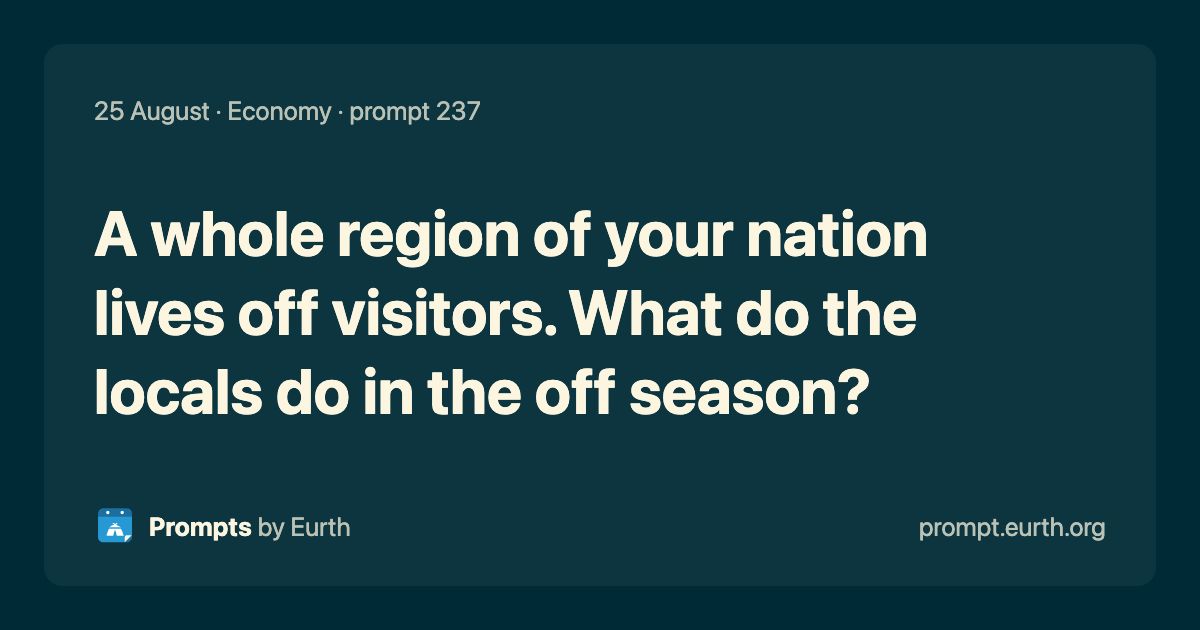 25 August · Economy · prompt 237
A whole region of your nation
lives off visitors. What do the
locals do in the off season?
Prompts by Eurth
prompt.eurth.org